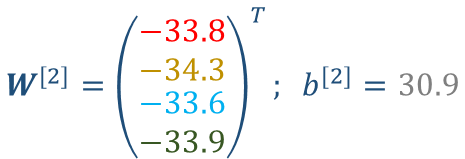 W[2] = (−33.8
−34.3
−33.6
−33.9)T ; b[2] = 30.9